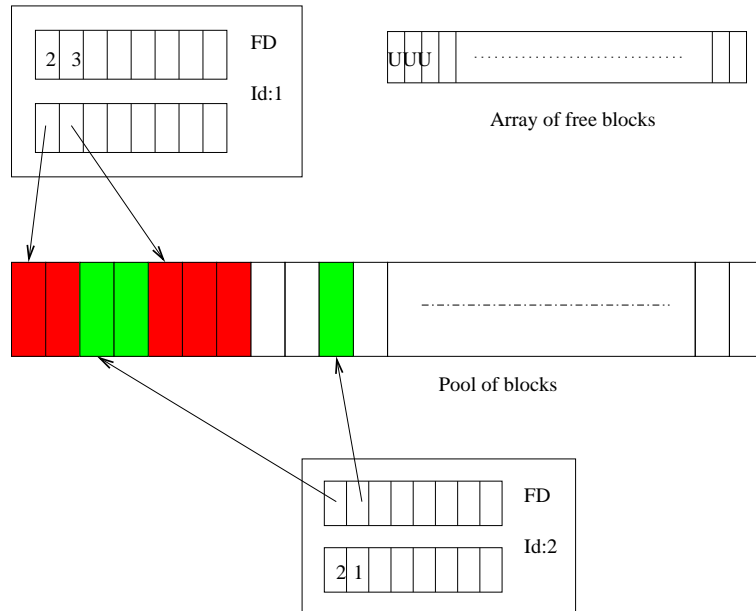 FD
2 3
UUU
Id:1
Array of free blocks
Pool of blocks
FD
Id:2
2 1